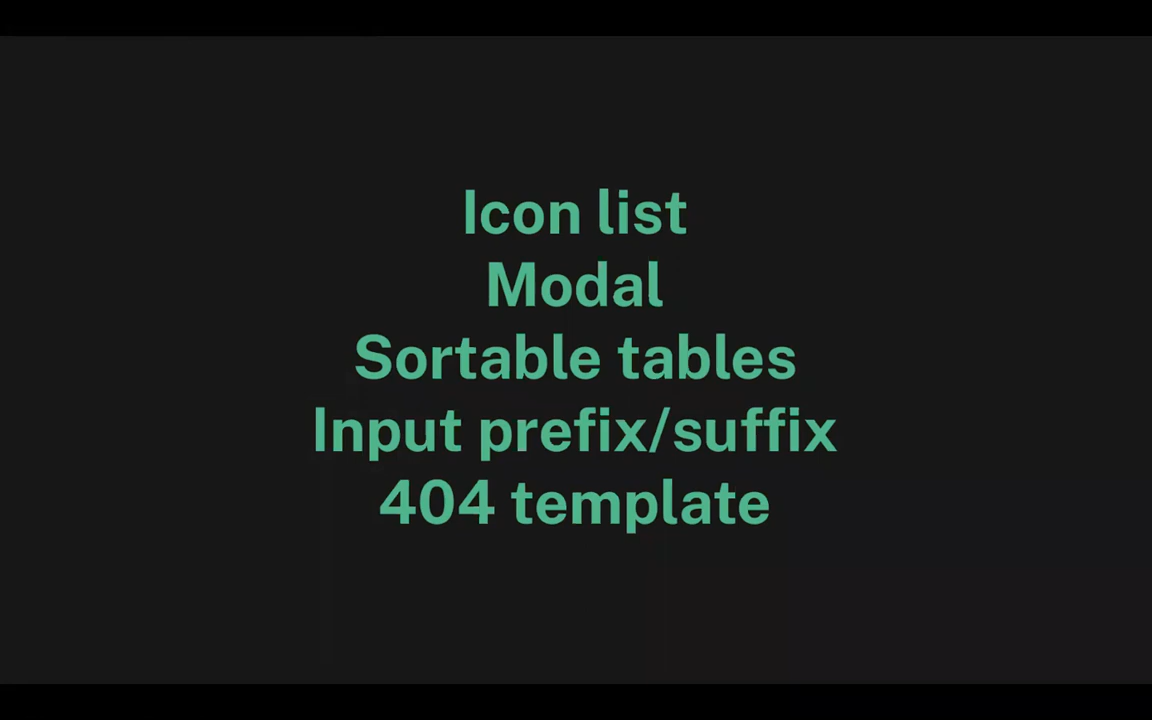 Icon list
Modal
Sortable tables
Input prefix/suffix
404 template